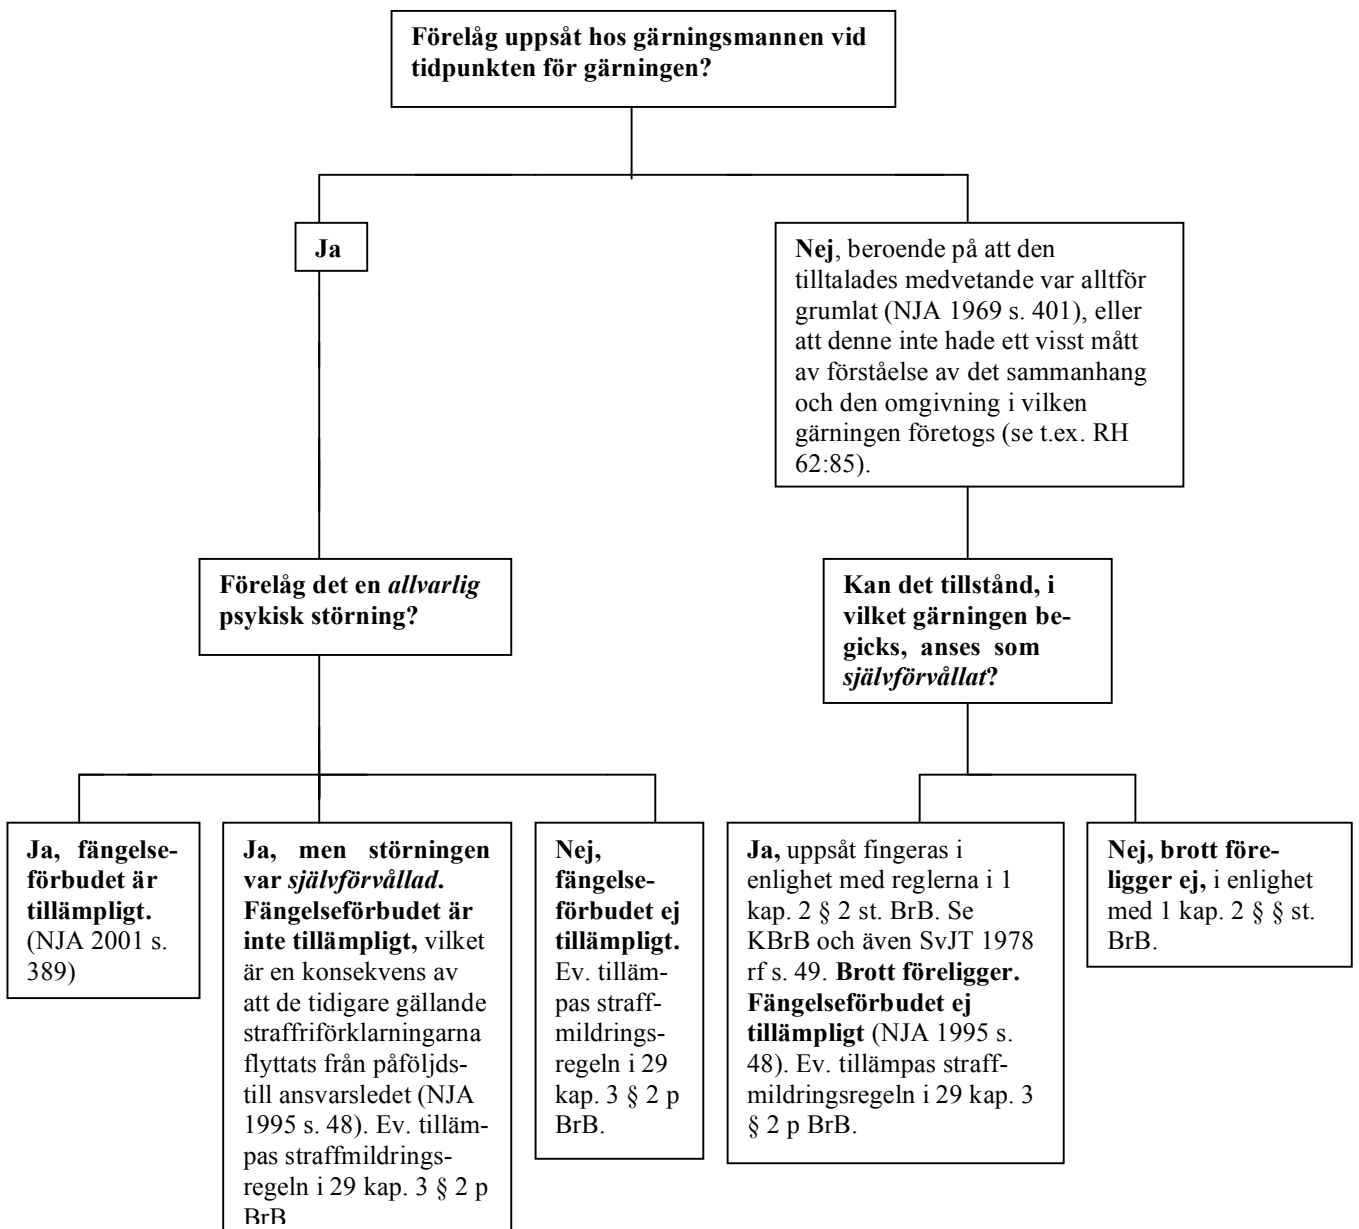 Förelåg uppsåt hos gärningsmannen vid
tidpunkten för gärningen?
Ja
Nej, beroende på att den
tilltalades medvetande var alltför
grumlat (NJA 1969 s. 401), eller
att denne inte hade ett visst mått
av förståelse av det sammanhang
och den omgivning i vilken
gärningen företogs (se t.ex. RH
62:85).
Förelåg det en allvarlig
psykisk störning?
Kan det tillstånd, i
vilket gärningen be-
gicks, anses som
självförvållat?
Ja, fängelse-
förbudet är
tillämpligt.
(NJA 2001 s.
389)
Ja, men störningen
var självförvållad.
Fängelseförbudet är
inte tillämpligt, vilket
är en konsekvens av
att de tidigare gällande
straffriförklarningarna
flyttats från påföljds-
till ansvarsledet (NJA
1995 s. 48). Ev. tilläm-
pas straffmildrings-
regeln i 29 kap. 3 § 2 p
BrB
Nej,
fängelse-
förbudet ej
tillämpligt.
Ev. tilläm-
pas straff-
mildrings-
regeln i 29
kap. 3 § 2 p
BrB.
Ja, uppsåt fingeras i
enlighet med reglerna i 1
kap. 2 § 2 st. BrB. Se
KBrB och även SvJT 1978
rf s. 49. Brott föreligger.
Fängelseförbudet ej
tillämpligt (NJA 1995 s.
48). Ev. tillämpas straff-
mildringsregeln i 29 kap. 3
§ 2 p BrB.
Nej, brott före-
ligger ej, i enlighet
med 1 kap. 2 § § st.
BrB.